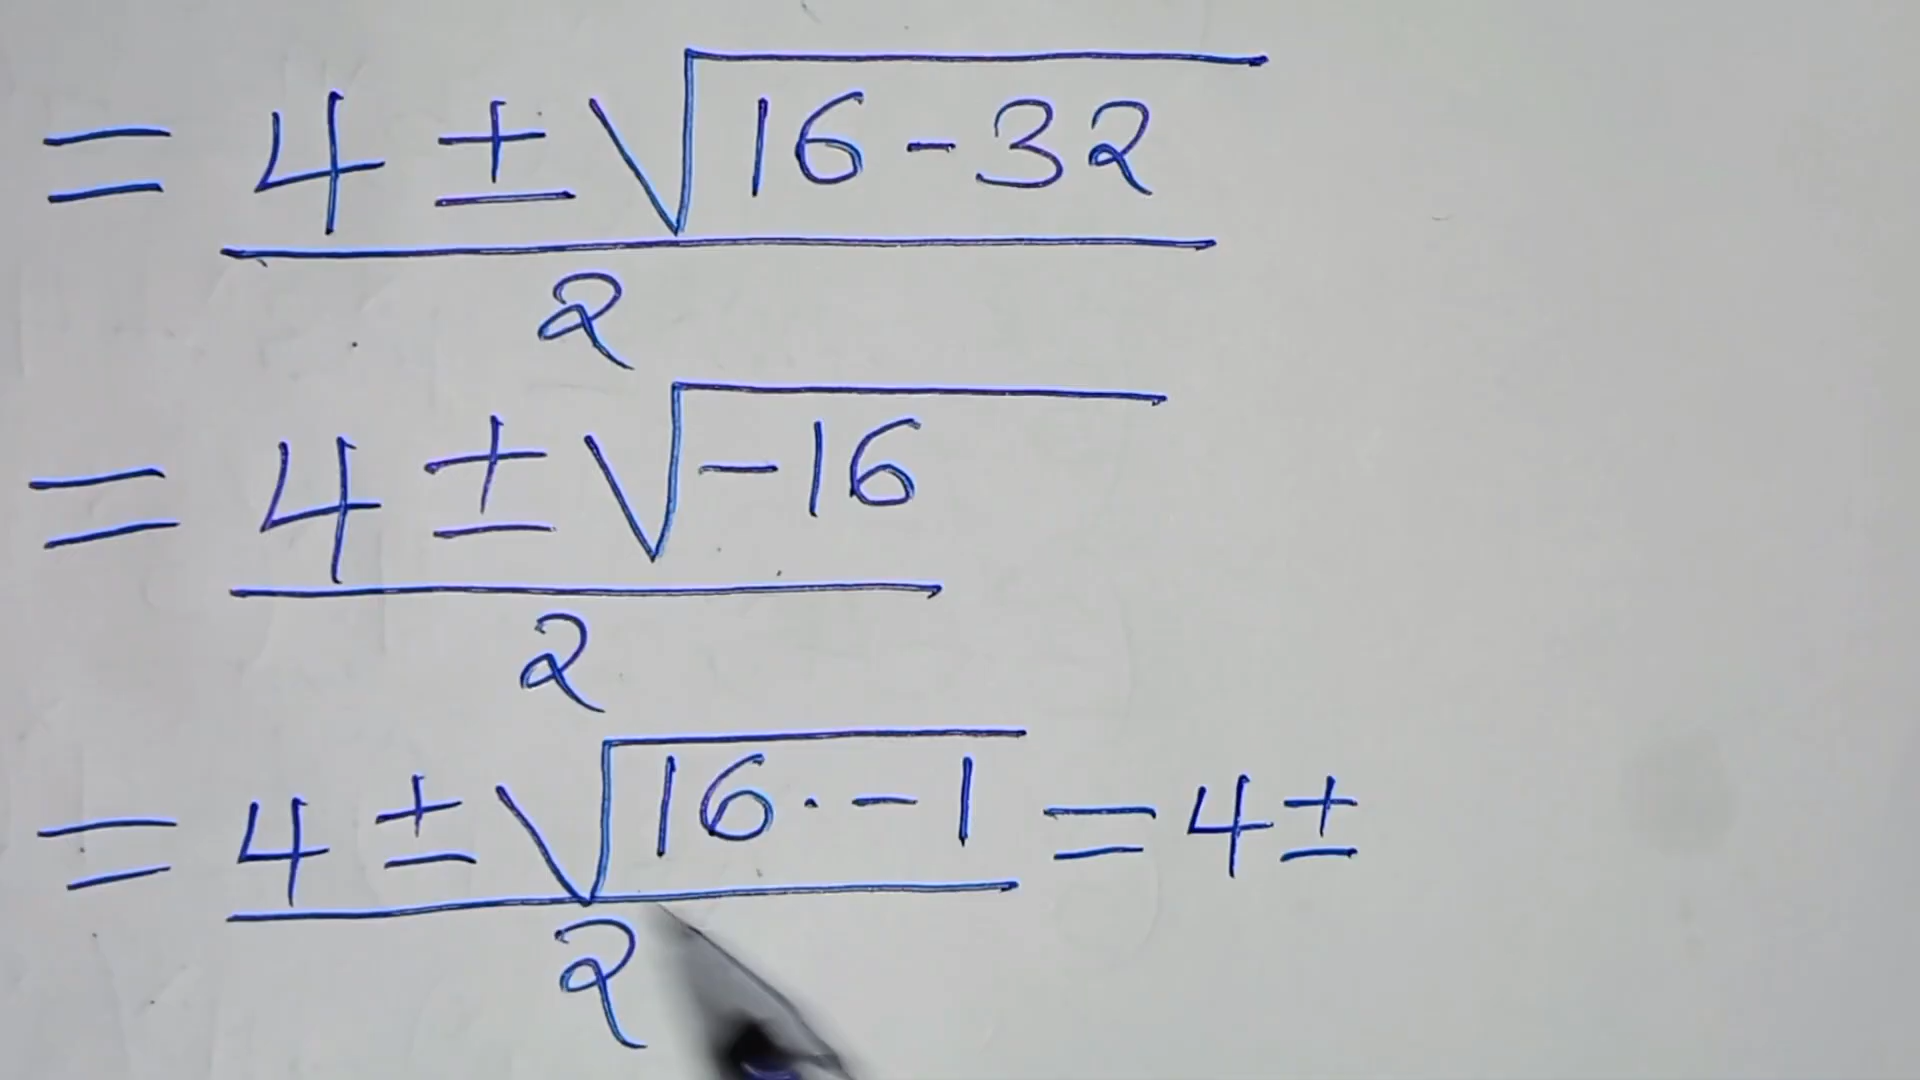 = 4 ± √16 - 32
2
= 4 ± √-16
2
= 4 ± √16 · - 1 = 4 ±
2